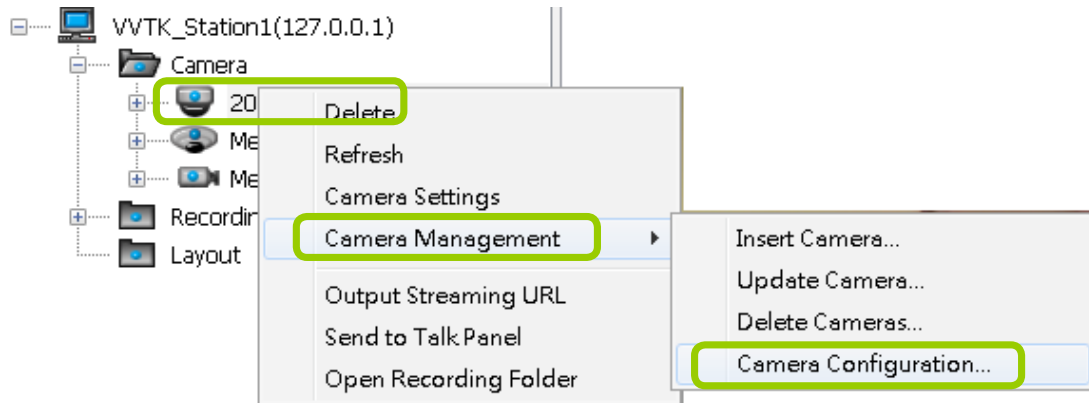 VVTK_Station1(127.0.0.1)
Camera
20
Me
Me
Recordin
Layout
Delete
Refresh
Camera Settings
Camera Management
Output Streaming URL
Send to Talk Panel
Open Recording Folder
Insert Camera...
Update Camera...
Delete Cameras...
Camera Configuration...